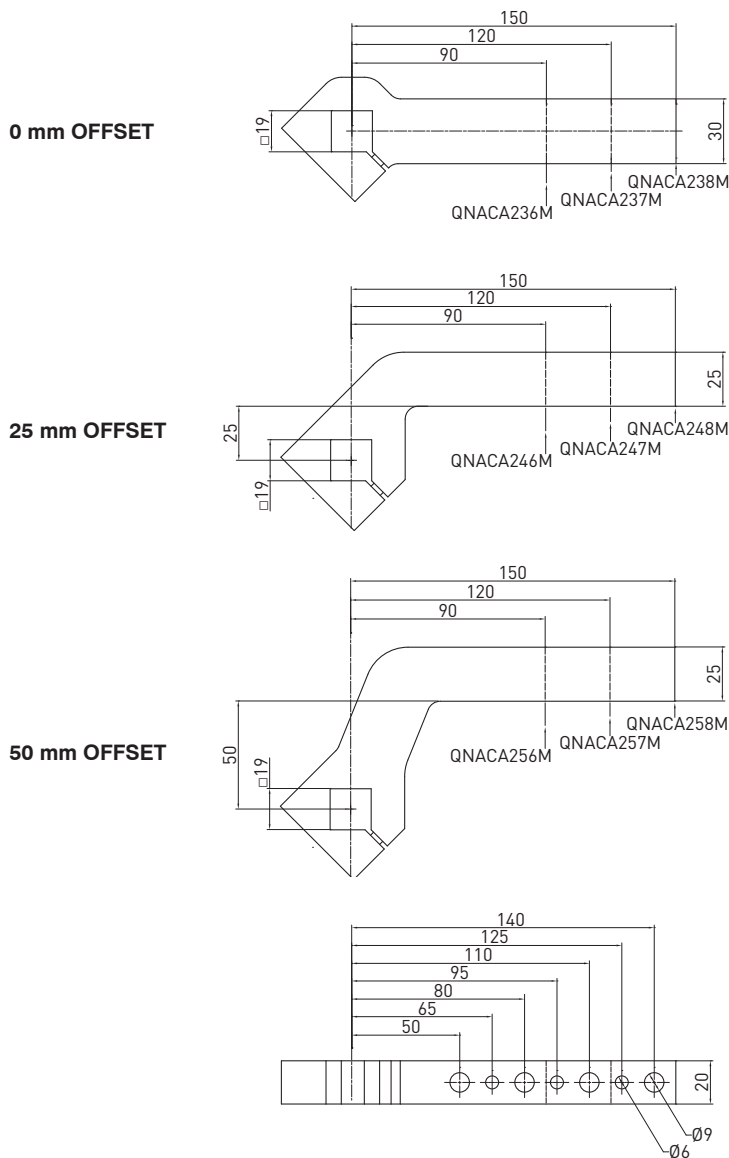 150
120
90
0 mm OFFSET
□19
30
QNACA238M
QNACA237M
QNACA236M
150
120
90
25 mm OFFSET
25
□19
25
QNACA248M
QNACA247M
QNACA246M
150
120
90
50 mm OFFSET
50
□19
25
QNACA258M
QNACA257M
QNACA256M
140
125
110
95
80
65
50
20
Ø9
Ø6